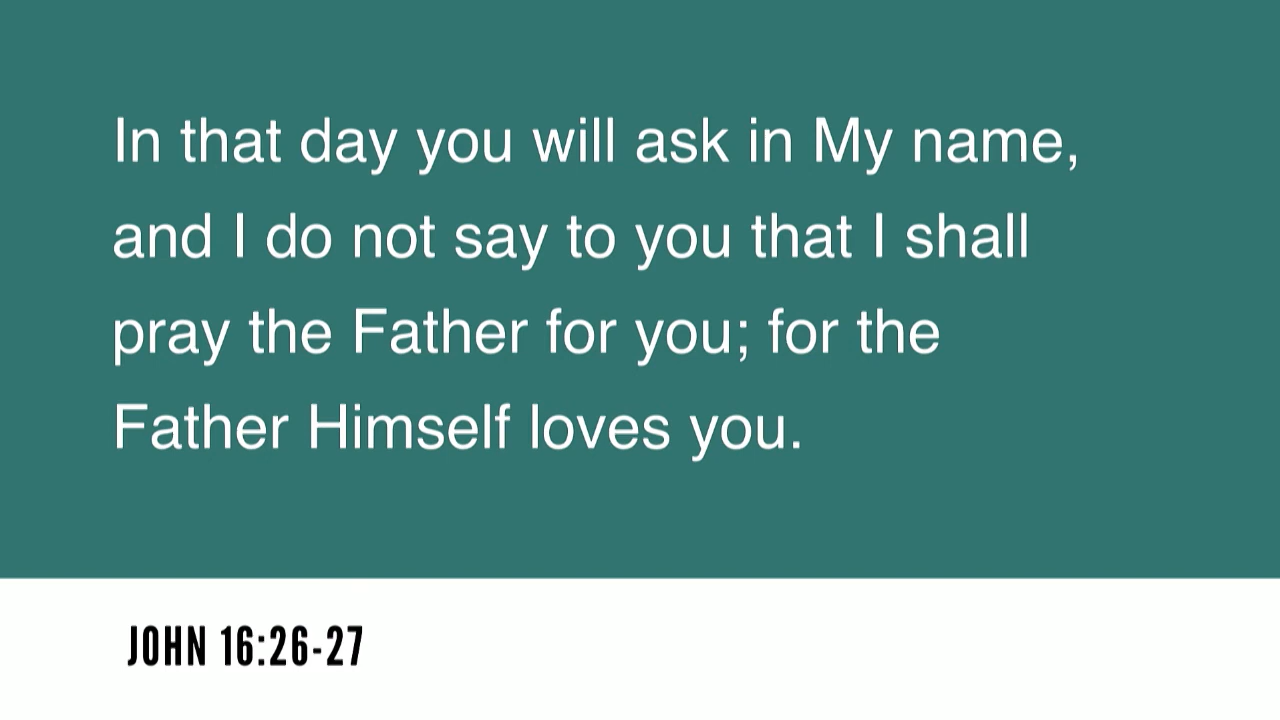 In that day you will ask in My name,
and I do not say to you that I shall
pray the Father for you; for the
Father Himself loves you.
JOHN 16:26-27